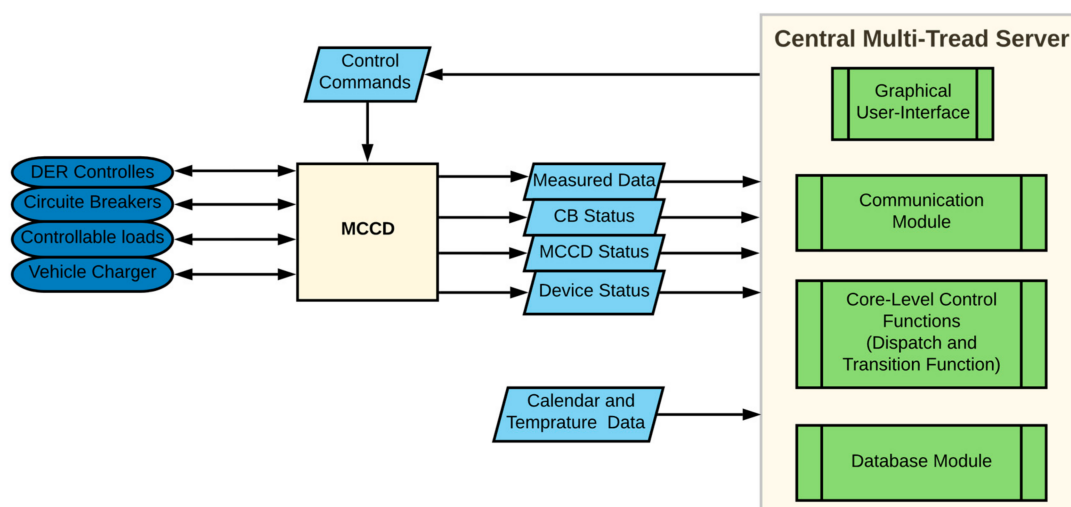 Central Multi-Tread Server
Control
Commands
Graphical
User-Interface
DER Controlles
Circuite Breakers
Controllable loads
Vehicle Charger
MCCD
Measured Data
CB Status
MCCD Status
Device Status
Communication
Module
Core-Level Control
Functions
(Dispatch and
Transition Function)
Calendar and
Temprature Data
Database Module